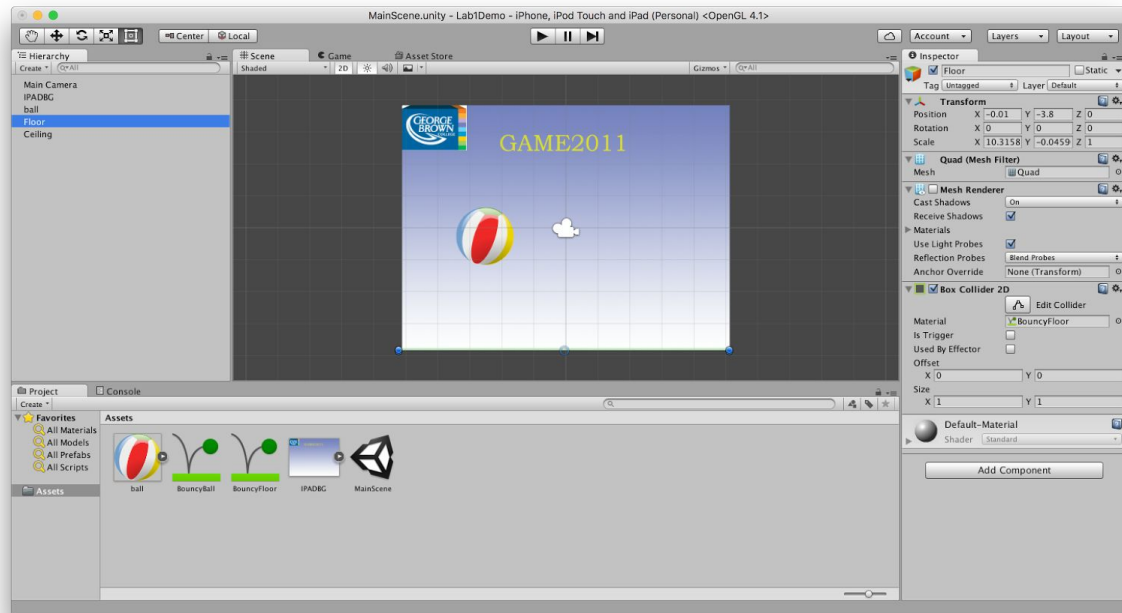 MainScene.unity - Lab1Demo - iPhone, iPod Touch and iPad (Personal) <OpenGL 4.1>
Center Local Account Layers Layout
Hierarchy
Create All
Main Camera
IPADBG
ball
Floor
Ceiling
Scene Game Asset Store
Shaded 2D Gizmos All
GEORGE
BROWN
COLLEGE
GAME2011
Inspector
Floor Static
Tag Untagged Layer Default
Transform
Position X -0.01 Y -3.8 Z 0
Rotation X 0 Y 0 Z 0
Scale X 10.3158 Y -0.0459 Z 1
Quad (Mesh Filter)
Mesh Quad
Mesh Renderer
Cast Shadows On
Receive Shadows
Materials
Use Light Probes
Reflection Probes Blend Probes
Anchor Override None (Transform)
Box Collider 2D
Edit Collider
Material BouncyFloor
Is Trigger
Used By Effector
Offset
X 0 Y 0
Size
X 1 Y 1
Default-Material
Shader Standard
Add Component
Project Console
Create
Favorites
All Materials
All Models
All Prefabs
All Scripts
Assets
Assets
ball BouncyBall BouncyFloor IPADBG MainScene